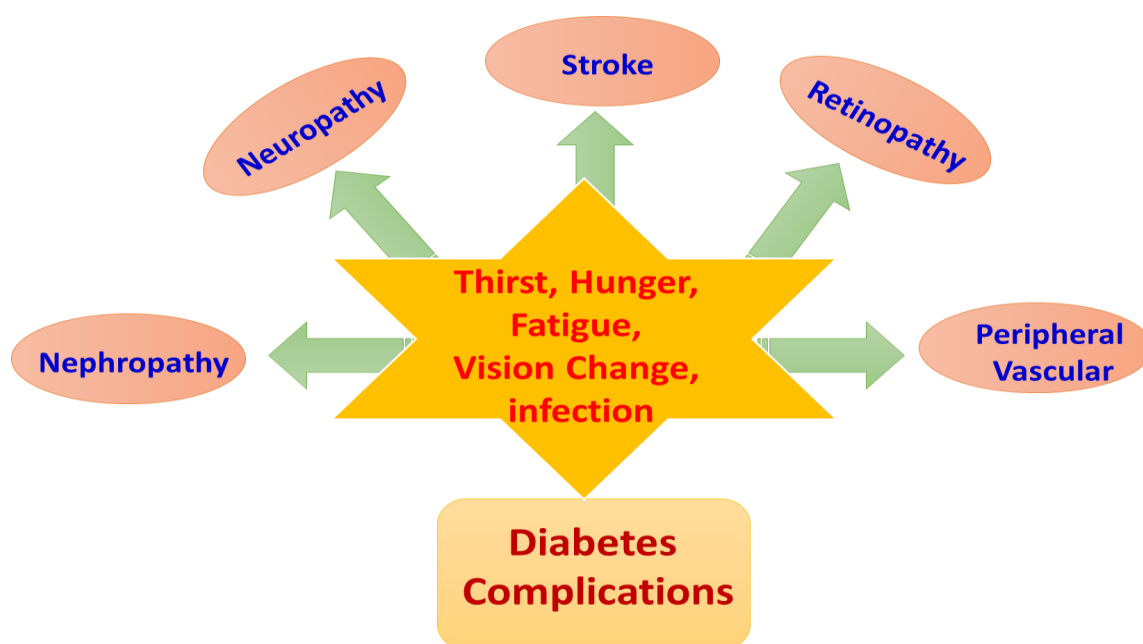 Stroke
Neuropathy
Retinopathy
Thirst, Hunger,
Fatigue,
Vision Change,
infection
Nephropathy
Peripheral
Vascular
Diabetes
Complications